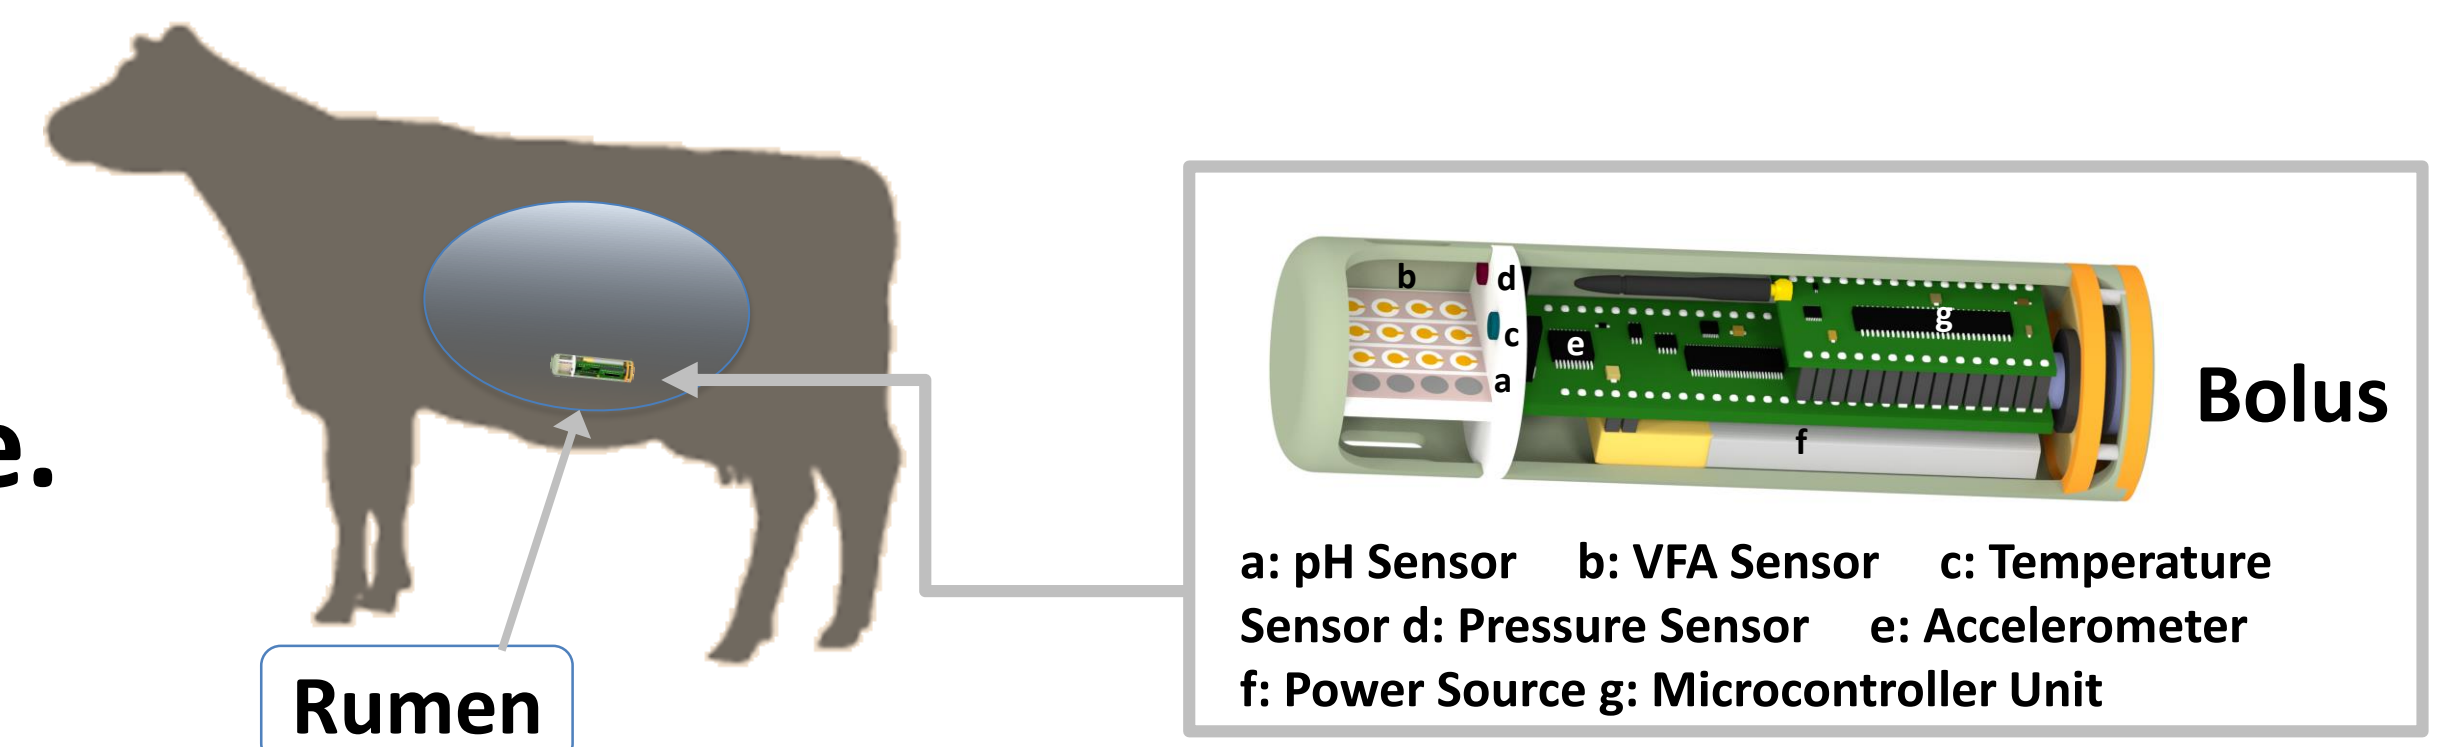 b
d
c
a
e
g
f
Bolus
e.
a: pH Sensor b: VFA Sensor c: Temperature
Sensor d: Pressure Sensor e: Accelerometer
f: Power Source g: Microcontroller Unit
Rumen